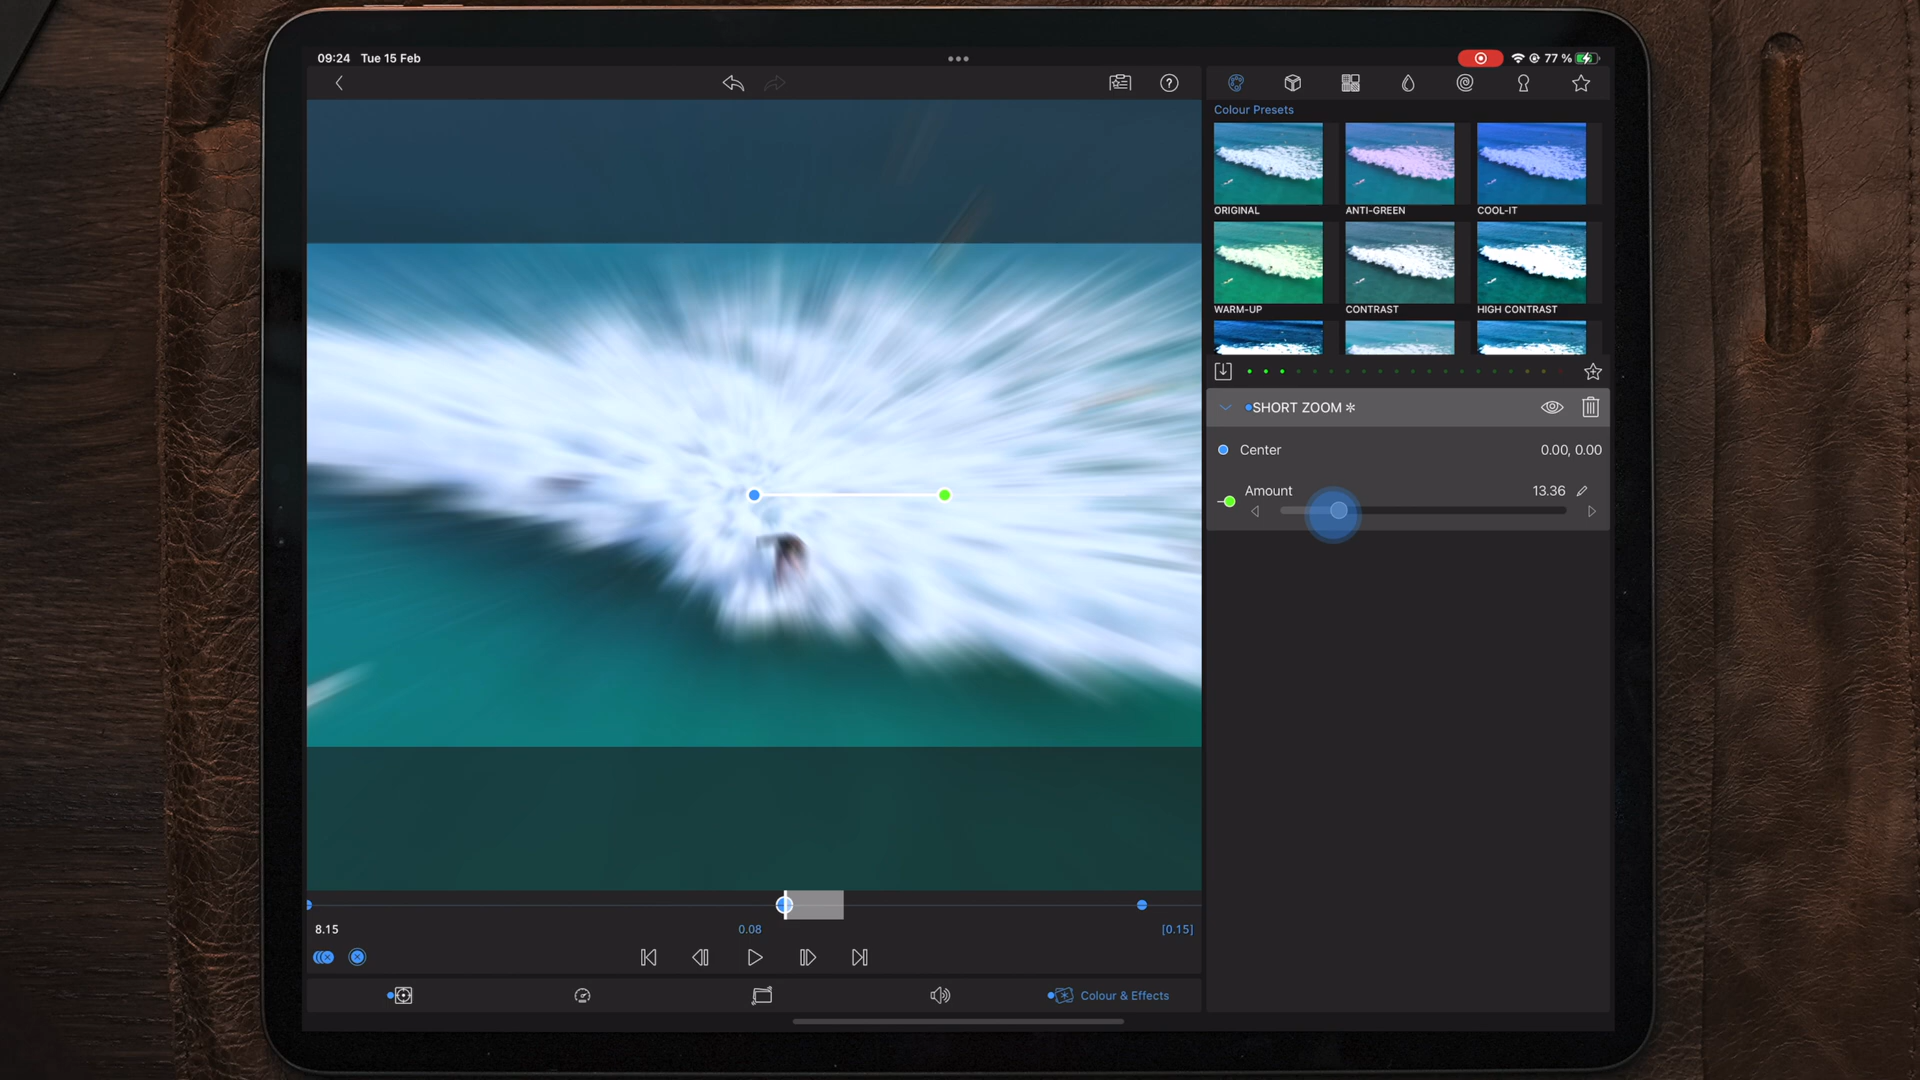 09:24 Tue 15 Feb
77 %
Colour Presets
ORIGINAL
ANTI-GREEN
COOL-IT
WARM-UP
CONTRAST
HIGH CONTRAST
SHORT ZOOM
Center
0.00, 0.00
Amount
13.36
8.15
0.08
[0.15]
Colour & Effects